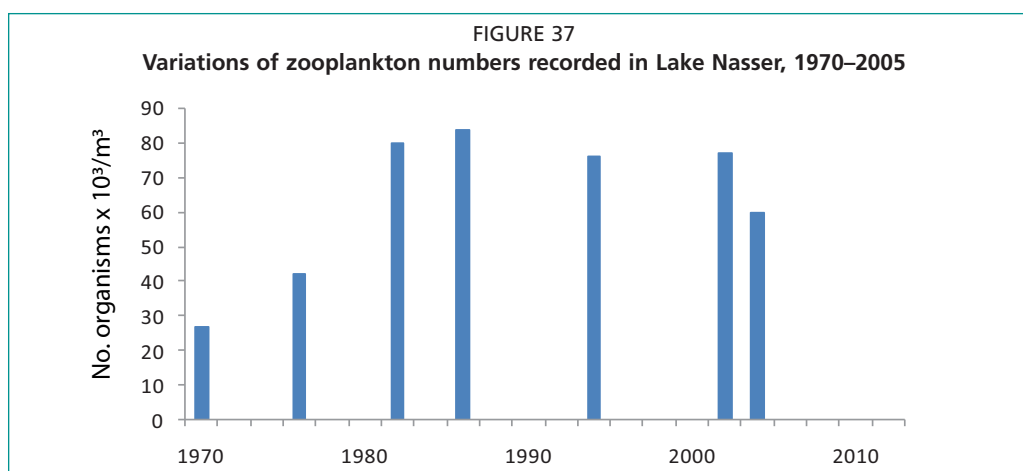 FIGURE 37
Variations of zooplankton numbers recorded in Lake Nasser, 1970–2005
No. organisms x 10³/m³
90
80
70
60
50
40
30
20
10
0
1970 1980 1990 2000 2010